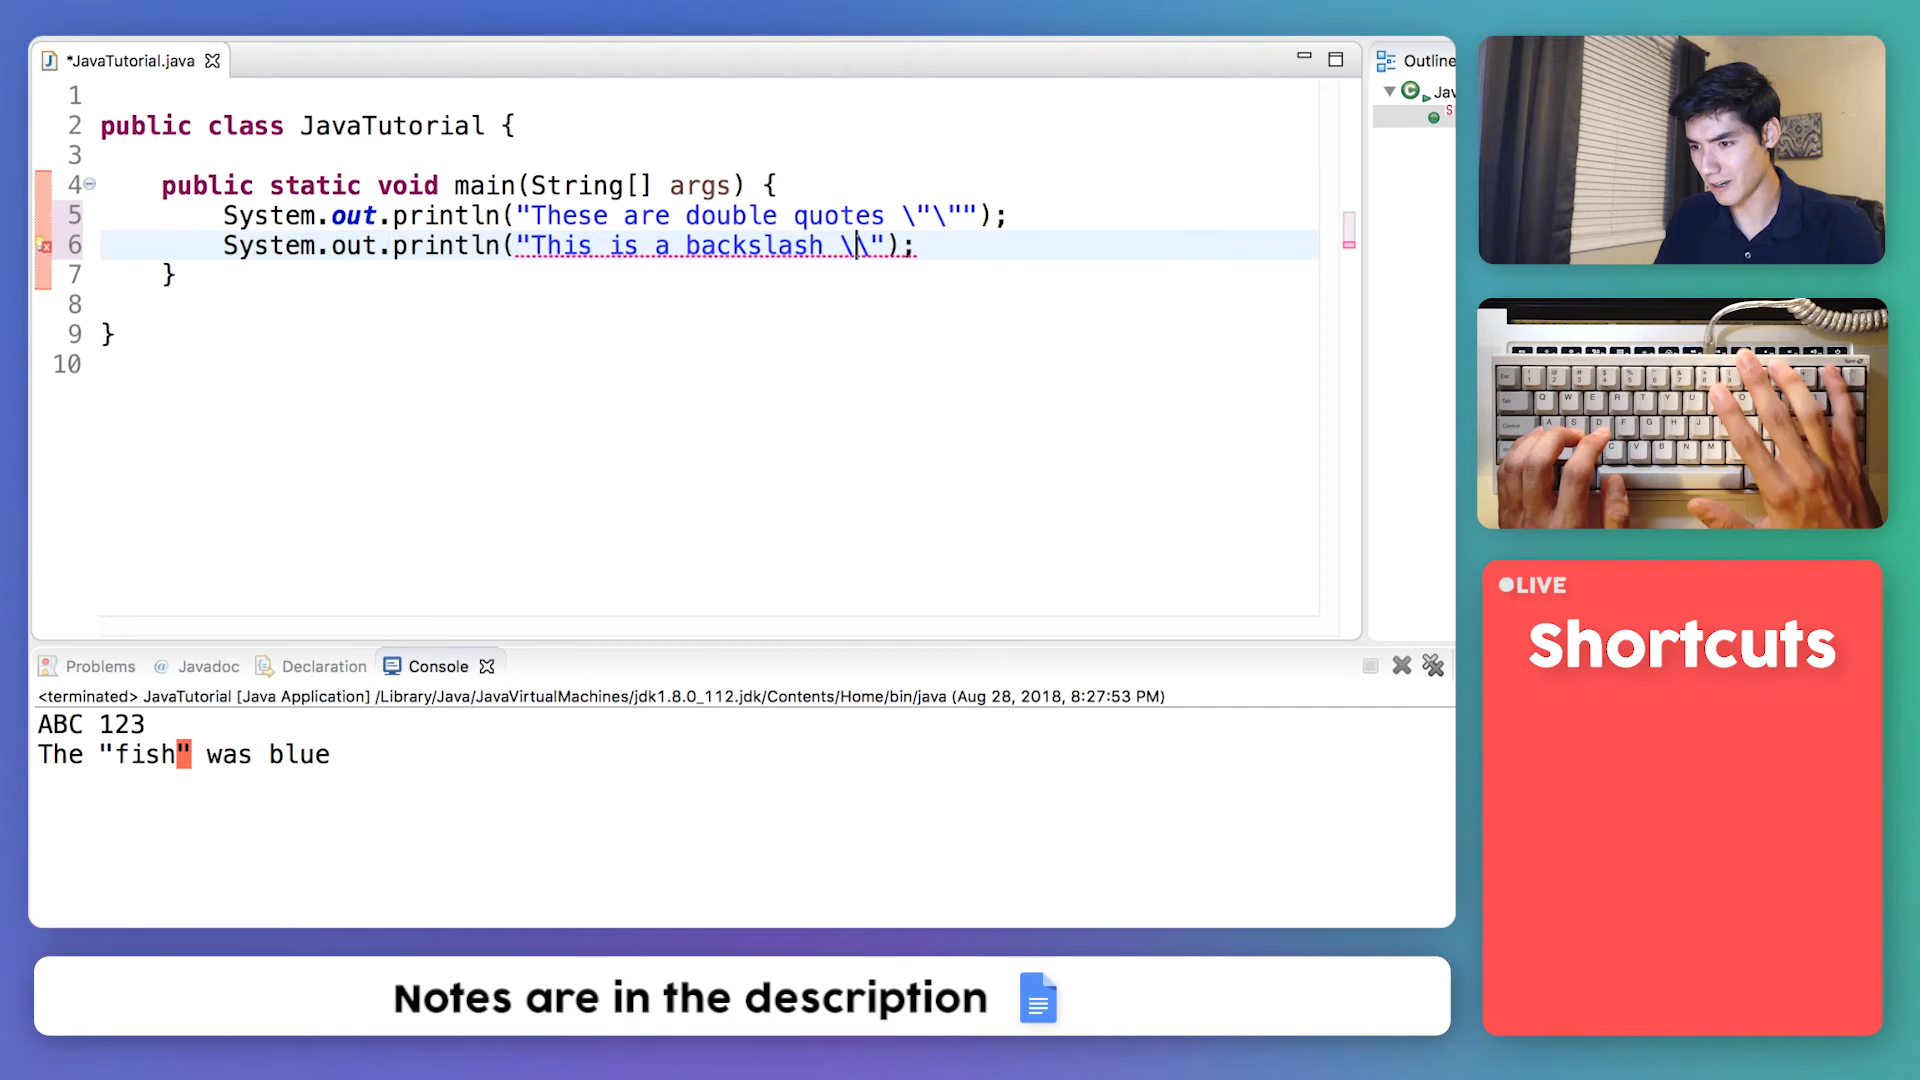 *JavaTutorial.java
1
2 public class JavaTutorial {
3
4 public static void main(String[] args) {
5 System.out.println("These are double quotes \"\"");
6 System.out.println("This is a backslash \\");
7 }
8
9 }
10
Outline
Jav
S
Problems @ Javadoc Declaration Console
<terminated> JavaTutorial [Java Application] /Library/Java/JavaVirtualMachines/jdk1.8.0_112.jdk/Contents/Home/bin/java (Aug 28, 2018, 8:27:53 PM)
ABC 123
The "fish" was blue
LIVE
Shortcuts
Notes are in the description